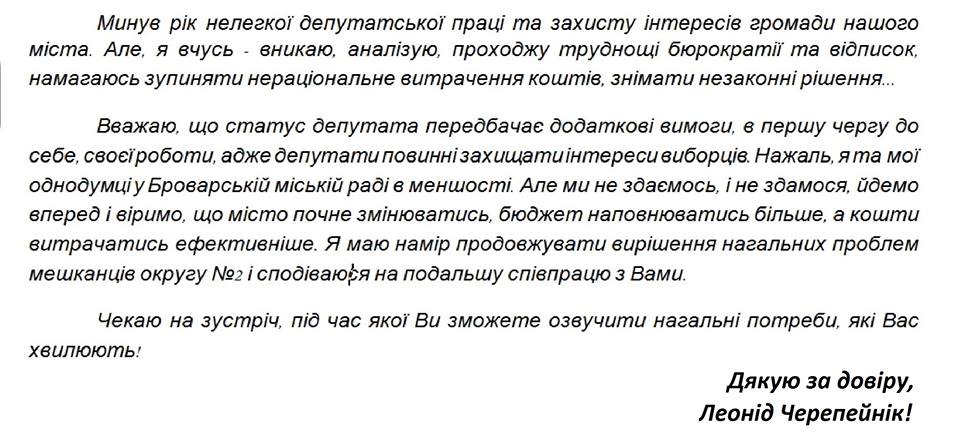 Минув рік нелегкої депутатської праці та захисту інтересів громади нашого
міста. Але, я вчусь - вникаю, аналізую, проходжу труднощі бюрократії та відписок,
намагаюсь зупиняти нераціональне витрачення коштів, знімати незаконні рішення...
Вважаю, що статус депутата передбачає додаткові вимоги, в першу чергу до
себе, своєї роботи, адже депутати повинні захищати інтереси виборців. Нажаль, я та мої
однодумці у Броварській міській раді в меншості. Але ми не здаємось, і не здамося, йдемо
вперед і віримо, що місто почне змінюватись, бюджет наповнюватись більше, а кошти
витрачатись ефективніше. Я маю намір продовжувати вирішення нагальних проблем
мешканців округу №2 і сподіваюся на подальшу співпрацю з Вами.
Чекаю на зустріч, під час якої Ви зможете озвучити нагальні потреби, які Вас
хвилюють!
Дякую за довіру,
Леонід Черепейнік!